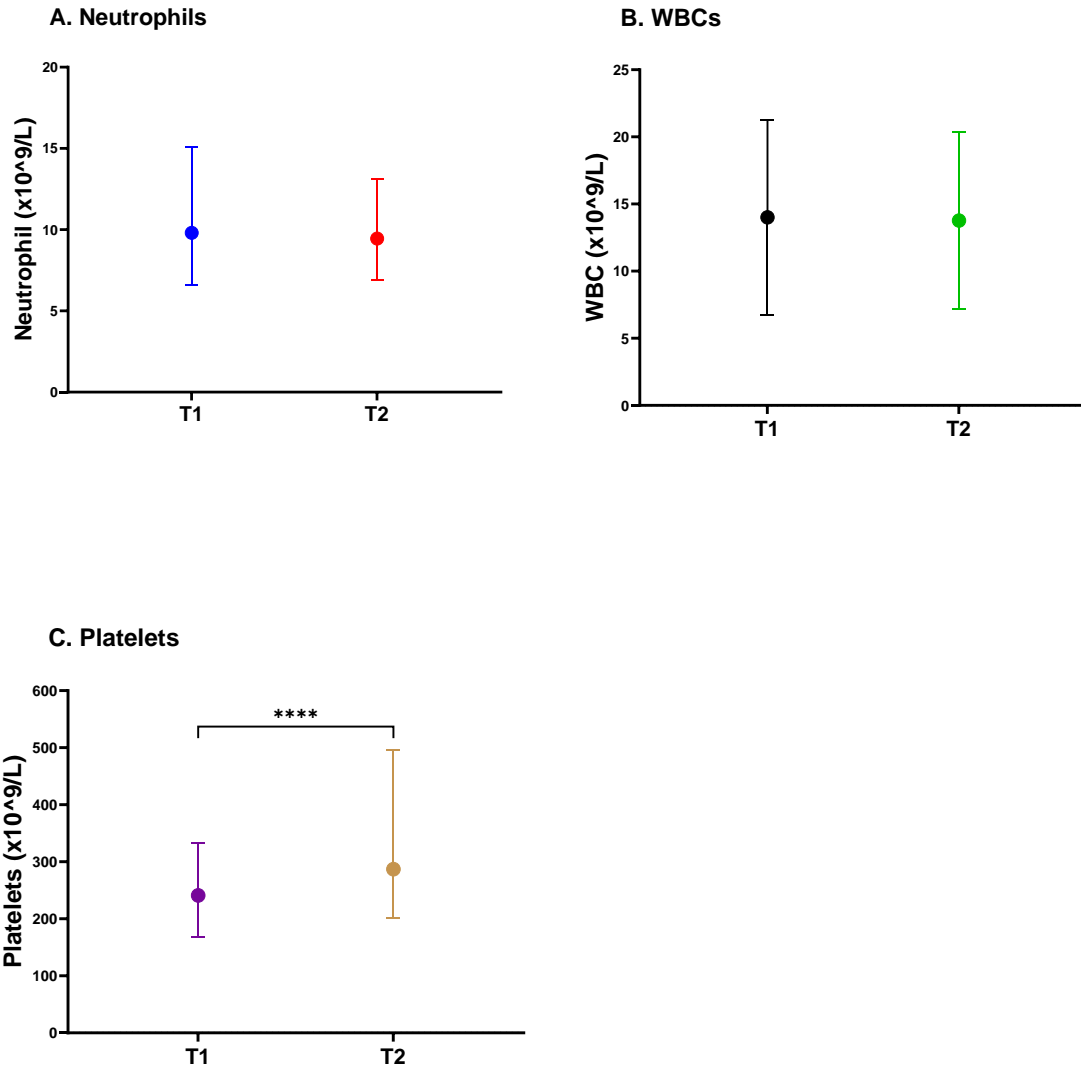 A. Neutrophils
Neutrophil (x10^9/L)
20
15
10
5
0
T1 T2
B. WBCs
WBC (x10^9/L)
25
20
15
10
5
0
T1 T2
C. Platelets
Platelets (x10^9/L)
600
500
400
300
200
100
0
****
T1 T2